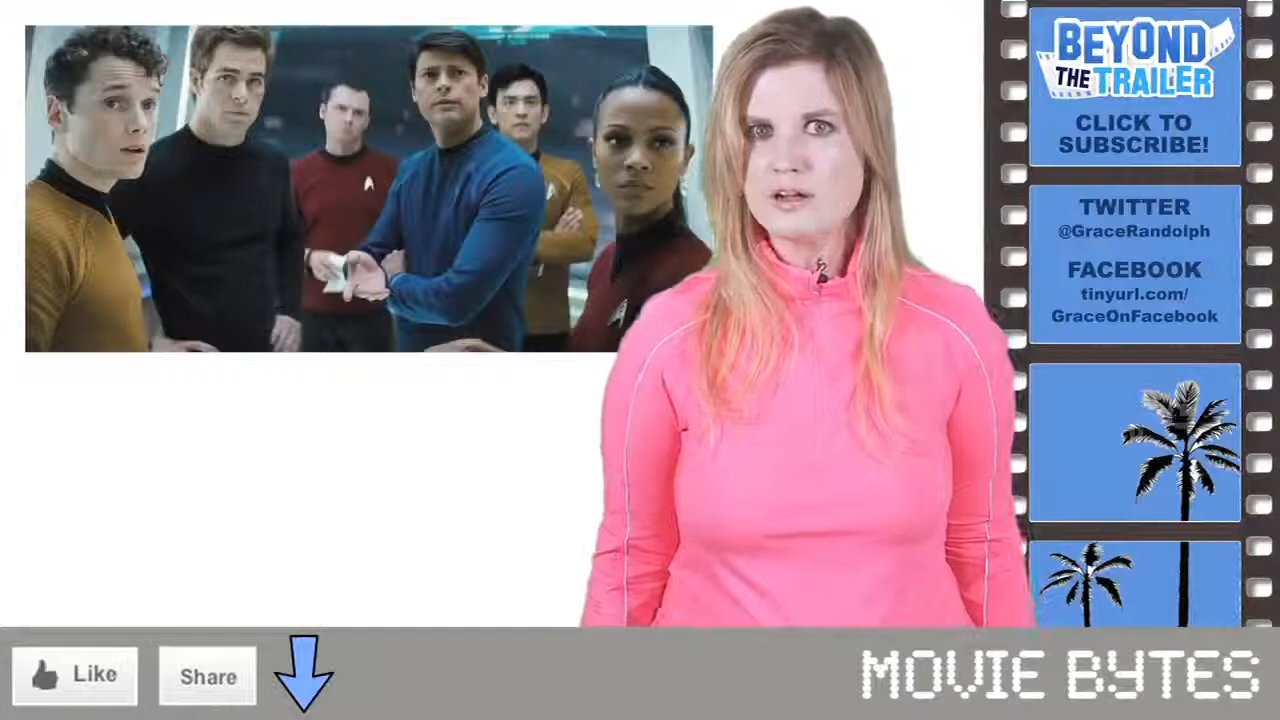 BEYOND
THE TRAILER
CLICK TO
SUBSCRIBE!
TWITTER
@GraceRandolph
FACEBOOK
tinyurl.com/
GraceOnFacebook
Like
Share
MOVIE BYTES